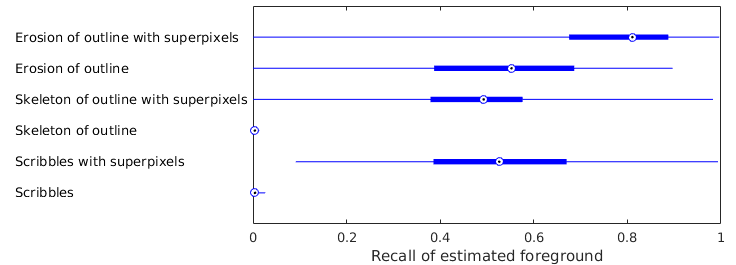 Erosion of outline with superpixels
Erosion of outline
Skeleton of outline with superpixels
Skeleton of outline
Scribbles with superpixels
Scribbles
0 0.2 0.4 0.6 0.8 1
Recall of estimated foreground